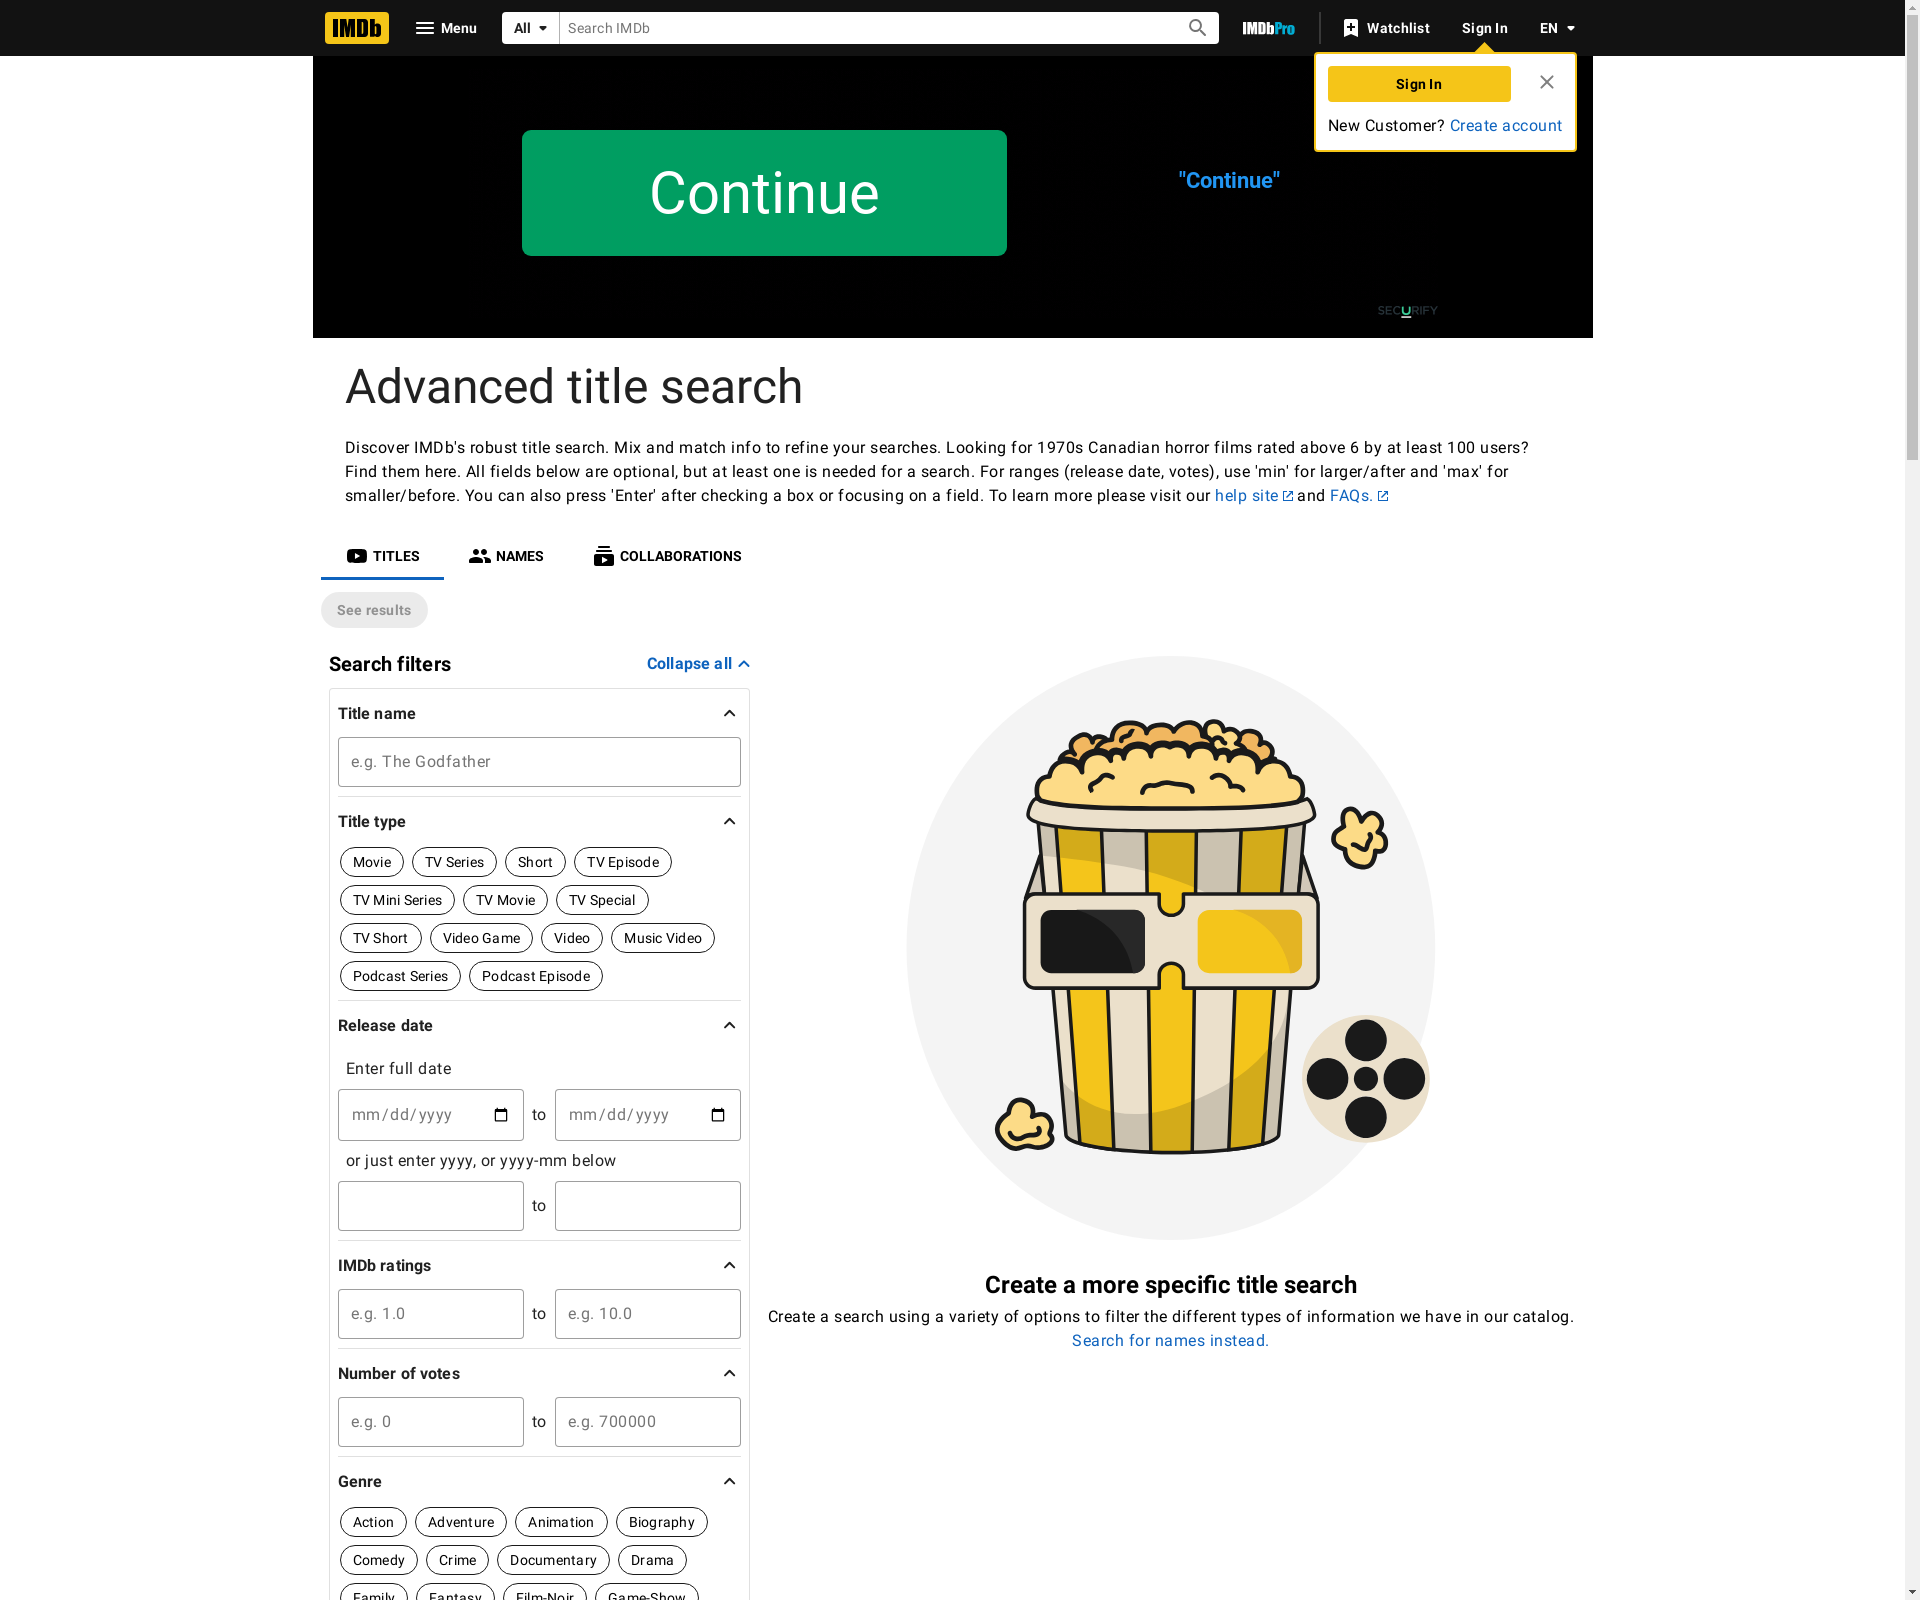 IMDb
Menu
All
Search IMDb
IMDbPro
Watchlist
Sign In
EN
Sign In
New Customer? Create account
Continue
"Continue"
SECURIFY
Advanced title search
Discover IMDb's robust title search. Mix and match info to refine your searches. Looking for 1970s Canadian horror films rated above 6 by at least 100 users?
Find them here. All fields below are optional, but at least one is needed for a search. For ranges (release date, votes), use 'min' for larger/after and 'max' for
smaller/before. You can also press 'Enter' after checking a box or focusing on a field. To learn more please visit our help site and FAQs.
TITLES NAMES COLLABORATIONS
See results
Search filters Collapse all
Title name
e.g. The Godfather
Title type
Movie TV Series Short TV Episode
TV Mini Series TV Movie TV Special
TV Short Video Game Video Music Video
Podcast Series Podcast Episode
Release date
Enter full date
mm/dd/yyyy to mm/dd/yyyy
or just enter yyyy, or yyyy-mm below
to
IMDb ratings
e.g. 1.0 to e.g. 10.0
Number of votes
e.g. 0 to e.g. 700000
Genre
Action Adventure Animation Biography
Comedy Crime Documentary Drama
Family Fantasy Film-Noir Game-Show
Create a more specific title search
Create a search using a variety of options to filter the different types of information we have in our catalog.
Search for names instead.